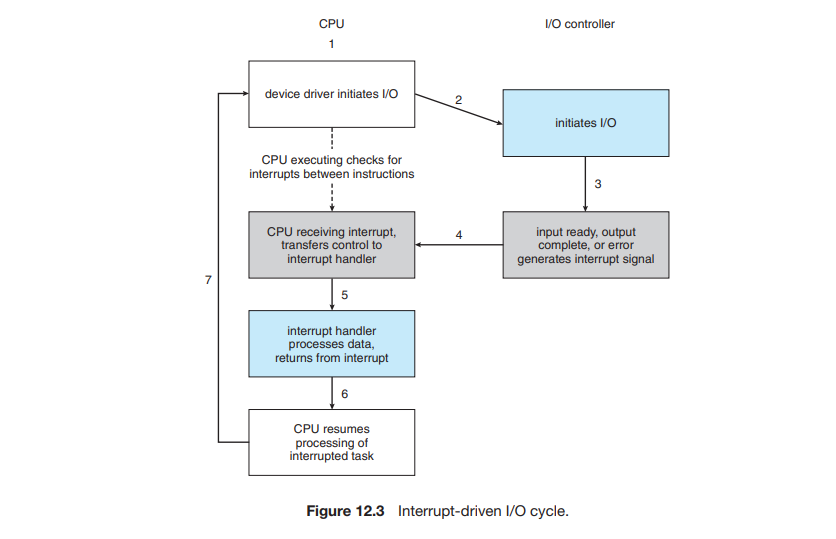 CPU
I/O controller
1
device driver initiates I/O
2
initiates I/O
CPU executing checks for
interrupts between instructions
3
CPU receiving interrupt,
transfers control to
interrupt handler
4
input ready, output
complete, or error
generates interrupt signal
7
5
interrupt handler
processes data,
returns from interrupt
6
CPU resumes
processing of
interrupted task
Figure 12.3 Interrupt-driven I/O cycle.